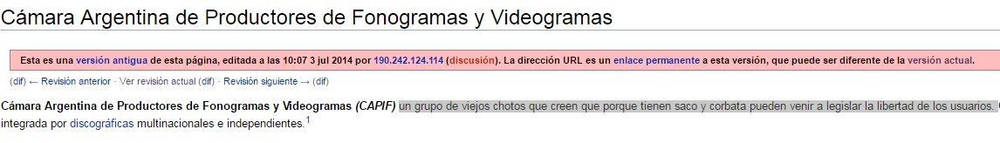 Cámara Argentina de Productores de Fonogramas y Videogramas
Esta es una versión antigua de esta página, editada a las 10:07 3 jul 2014 por 190.242.124.114 (discusión). La dirección URL es un enlace permanente a esta versión, que puede ser diferente de la versión actual.
(dif) ← Revisión anterior · Ver revisión actual (dif) · Revisión siguiente → (dif)
Cámara Argentina de Productores de Fonogramas y Videogramas (CAPIF) un grupo de viejos chotos que creen que porque tienen saco y corbata pueden venir a legislar la libertad de los usuarios.
integrada por discográficas multinacionales e independientes.1